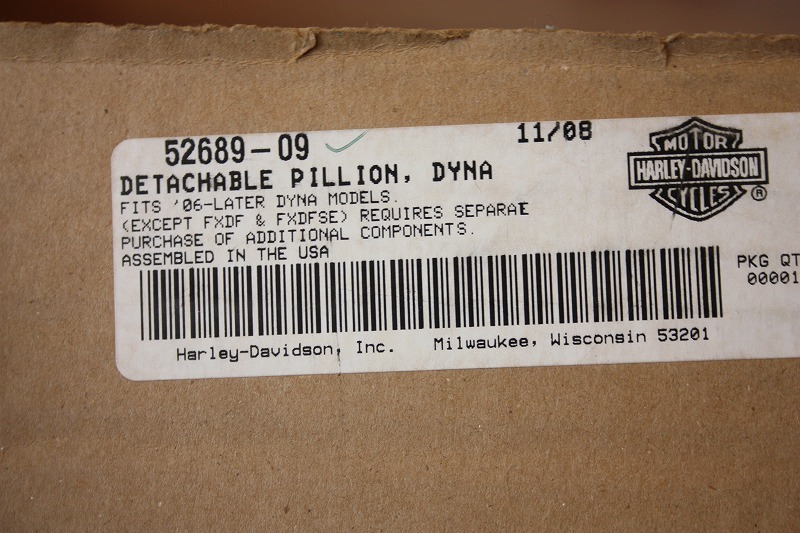 52689-09
11/08
DETACHABLE PILLION, DYNA
FITS '06-LATER DYNA MODELS.
(EXCEPT FXDF & FXDFSE) REQUIRES SEPARAE
PURCHASE OF ADDITIONAL COMPONENTS.
ASSEMBLED IN THE USA
MOTOR
HARLEY-DAVIDSON
CYCLES
®
PKG QT
00001
Harley-Davidson, Inc. Milwaukee, Wisconsin 53201